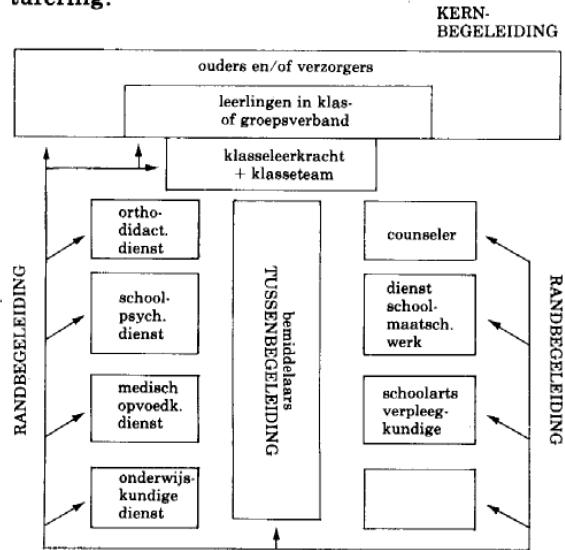 turering:
KERN-
BEGELEIDING
ouders en/of verzorgers
leerlingen in klas-
of groepsverband
klasseleerkracht
+ klasseteam
RANDBEGELEIDING
ortho-
didact.
dienst
school-
psych.
dienst
medisch
opvoedk.
dienst
onderwijs-
kundige
dienst
bemiddelaars
TUSSENBEGELEIDING
counseler
dienst
school-
maatsch.
werk
schoolarts
verpleeg-
kundige
RANDBEGELEIDING